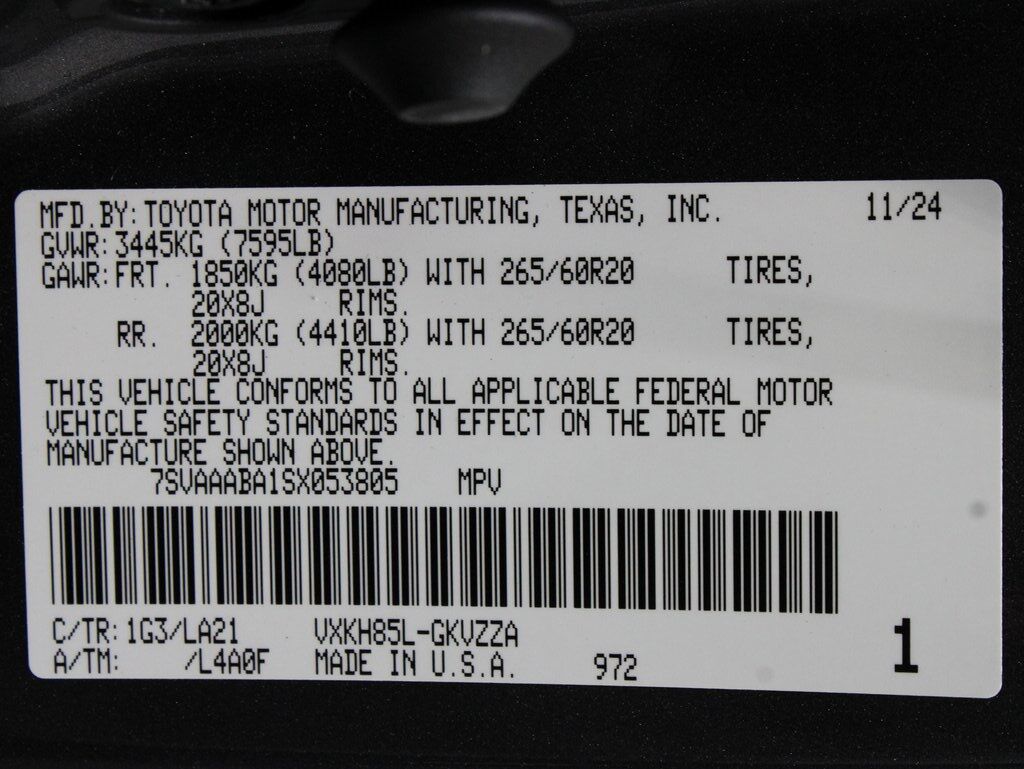 MFD.BY:TOYOTA MOTOR MANUFACTURING, TEXAS, INC. 11/24
GVWR:3445KG (7595LB)
GAWR:FRT. 1850KG (4080LB) WITH 265/60R20 TIRES,
20X8J RIMS.
RR. 2000KG (4410LB) WITH 265/60R20 TIRES,
20X8J RIMS.
THIS VEHICLE CONFORMS TO ALL APPLICABLE FEDERAL MOTOR
VEHICLE SAFETY STANDARDS IN EFFECT ON THE DATE OF
MANUFACTURE SHOWN ABOVE.
7SVAAABA1SX053805 MPV
C/TR:1G3/LA21 VXKH85L-GKVZZA
A/TM: /L4A0F MADE IN U.S.A. 972 1